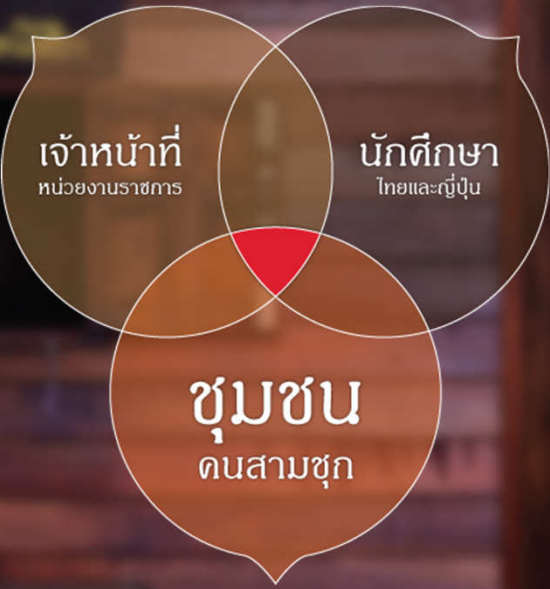 เจ้าหน้าที่
หน่วยงานราชการ
นักศึกษา
ไทยและญี่ปุ่น
ชุมชน
คนสามชุก